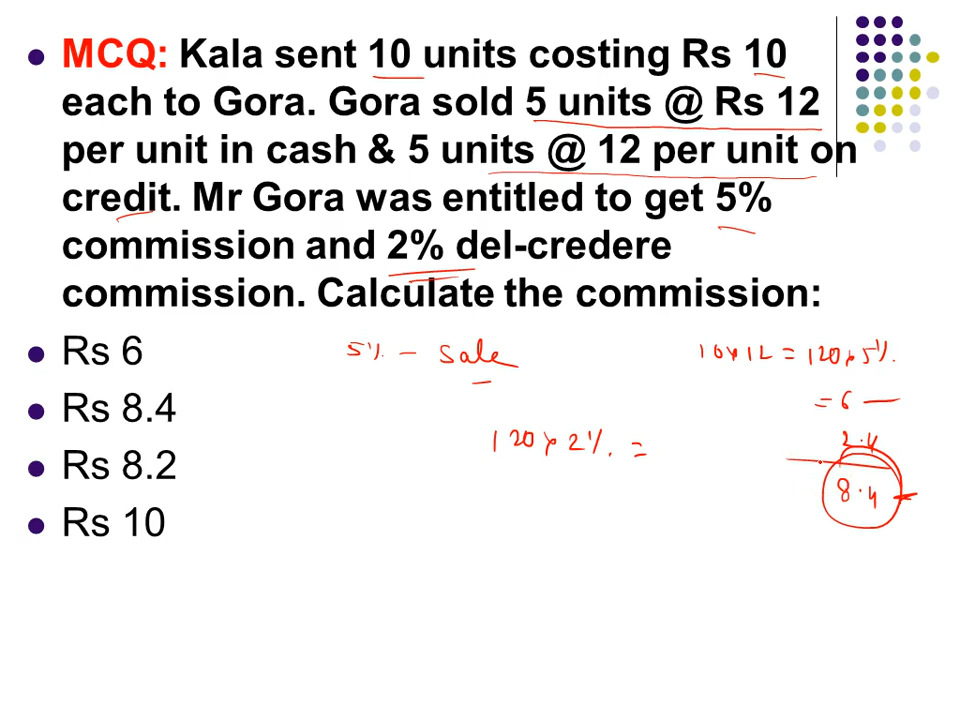 MCQ: Kala sent 10 units costing Rs 10
each to Gora. Gora sold 5 units @ Rs 12
per unit in cash & 5 units @ 12 per unit on
credit. Mr Gora was entitled to get 5%
commission and 2% del-credere
commission. Calculate the commission:
Rs 6
5% - Sale
10 x 12 = 120 x 5%.
= 6
Rs 8.4
120 x 2%. =
2.4
Rs 8.2
8.4
Rs 10